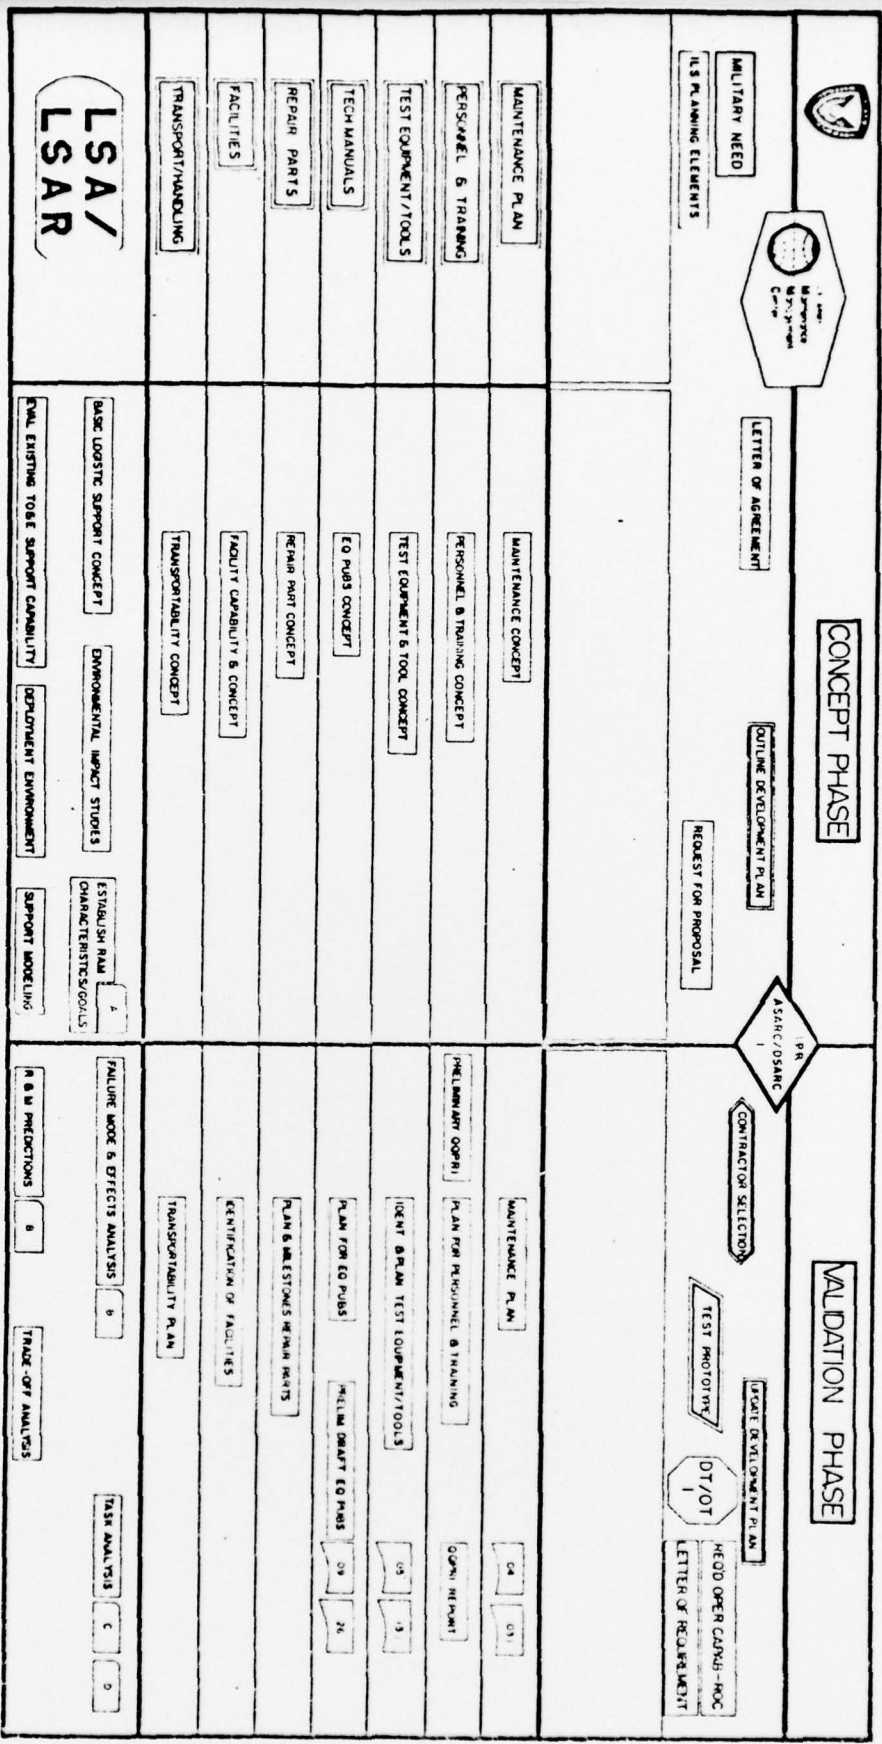 CONCEPT PHASE
VALIDATION PHASE
Maintenance
Management
Center
MILITARY NEED
LETTER OF AGREEMENT
OUTLINE DEVELOPMENT PLAN
IPR
ASARC/DSARC
I
CONTRACTOR SELECTION
UPDATE DEVELOPMENT PLAN
ILS PLANNING ELEMENTS
REQUEST FOR PROPOSAL
TEST PROTOTYPE
DT/OT
I
REQ'D OPER CAPAB-ROC
LETTER OF REQUIREMENT
MAINTENANCE PLAN
MAINTENANCE CONCEPT
MAINTENANCE PLAN
04
PERSONNEL & TRAINING
PERSONNEL & TRAINING CONCEPT
PRELIMINARY QQPRI
PLAN FOR PERSONNEL & TRAINING
QQPRI REPORT
TEST EQUIPMENT/TOOLS
TEST EQUIPMENT & TOOL CONCEPT
IDENT & PLAN TEST EQUIPMENT/TOOLS
TECH MANUALS
EQ PUBS CONCEPT
PLAN FOR EQ PUBS
PRELIM DRAFT EQ PUBS
09
26
REPAIR PARTS
REPAIR PART CONCEPT
PLAN & MILESTONES REPAIR PARTS
FACILITIES
FACILITY CAPABILITY & CONCEPT
IDENTIFICATION OF FACILITIES
TRANSPORT/HANDLING
TRANSPORTABILITY CONCEPT
TRANSPORTABILITY PLAN
LSA/
LSAR
BASIC LOGISTIC SUPPORT CONCEPT
ENVIRONMENTAL IMPACT STUDIES
ESTABLISH RAM
CHARACTERISTICS/GOALS
A
FAILURE MODE & EFFECTS ANALYSIS
B
TASK ANALYSIS
C
D
EVAL EXISTING TO&E SUPPORT CAPABILITY
DEPLOYMENT ENVIRONMENT
SUPPORT MODELING
R & M PREDICTIONS
B
TRADE-OFF ANALYSIS